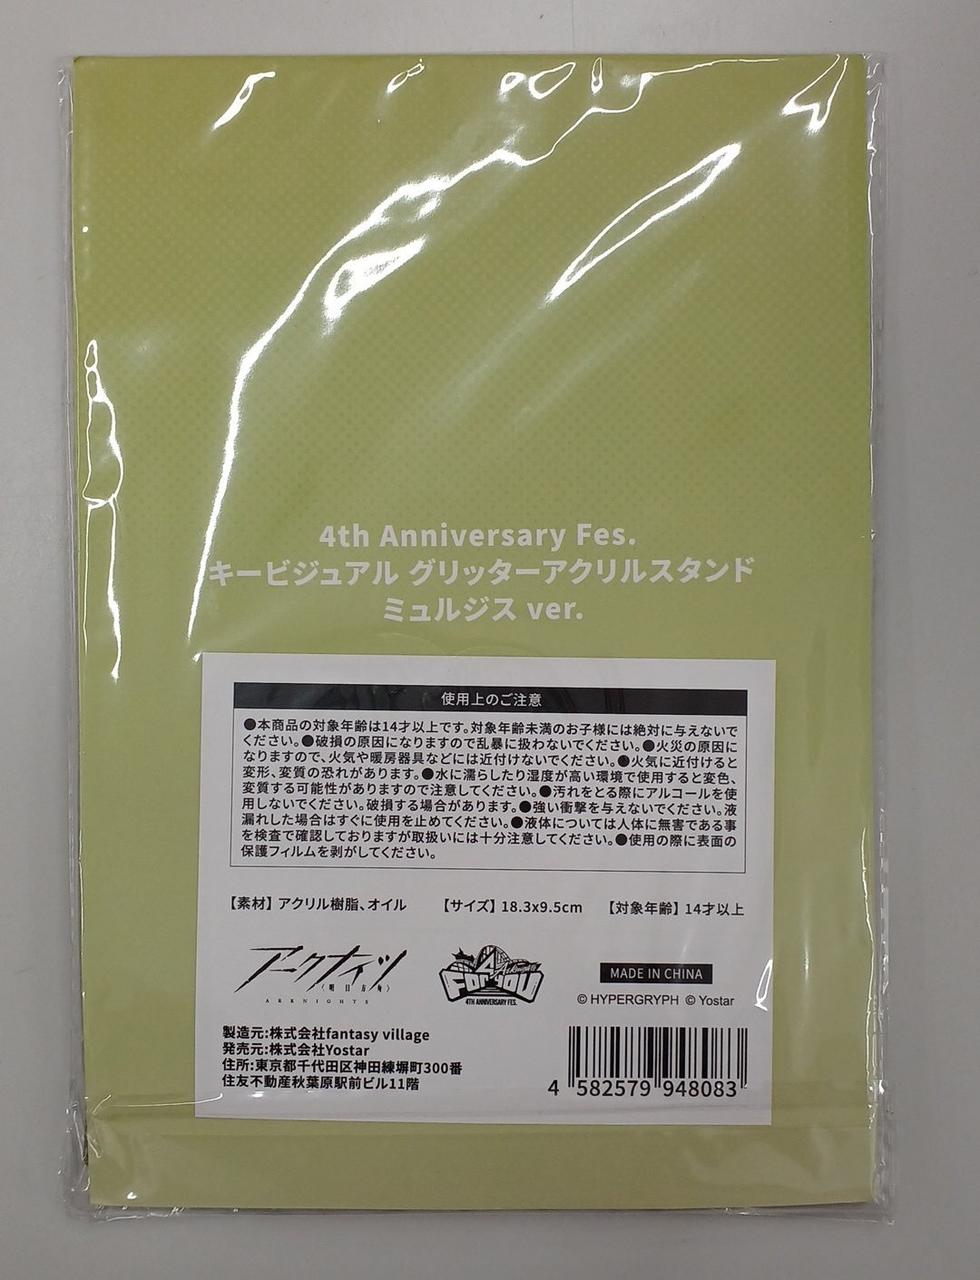 4th Anniversary Fes.
キービジュアル グリッターアクリルスタンド
ミュルジス ver.
使用上のご注意
●本商品の対象年齢は14才以上です。対象年齢未満のお子様には絶対に与えないで
ください。●破損の原因になりますので乱暴に扱わないでください。●火災の原因に
なりますので、火気や暖房器具などには近付けないでください。●火気に近付けると
変形、変質の恐れがあります。●水に濡らしたり湿度が高い環境で使用すると変色、
変質する可能性がありますので注意してください。●汚れをとる際にアルコールを使
用しないでください。破損する場合があります。●強い衝撃を与えないでください。液
漏れした場合はすぐに使用を止めてください。●液体については人体に無害である事
を検査で確認しておりますが取扱いには十分注意してください。●使用の際に表面の
保護フィルムを剥がしてください。
【素材】アクリル樹脂、オイル 【サイズ】18.3x9.5cm 【対象年齢】14才以上
アークナイツ
〈明日方舟〉
ARKNIGHTS
For you
4TH ANNIVERSARY FES.
MADE IN CHINA
© HYPERGRYPH © Yostar
製造元:株式会社fantasy village
発売元:株式会社Yostar
住所:東京都千代田区神田練塀町300番
住友不動産秋葉原駅前ビル11階
4 582579 948083